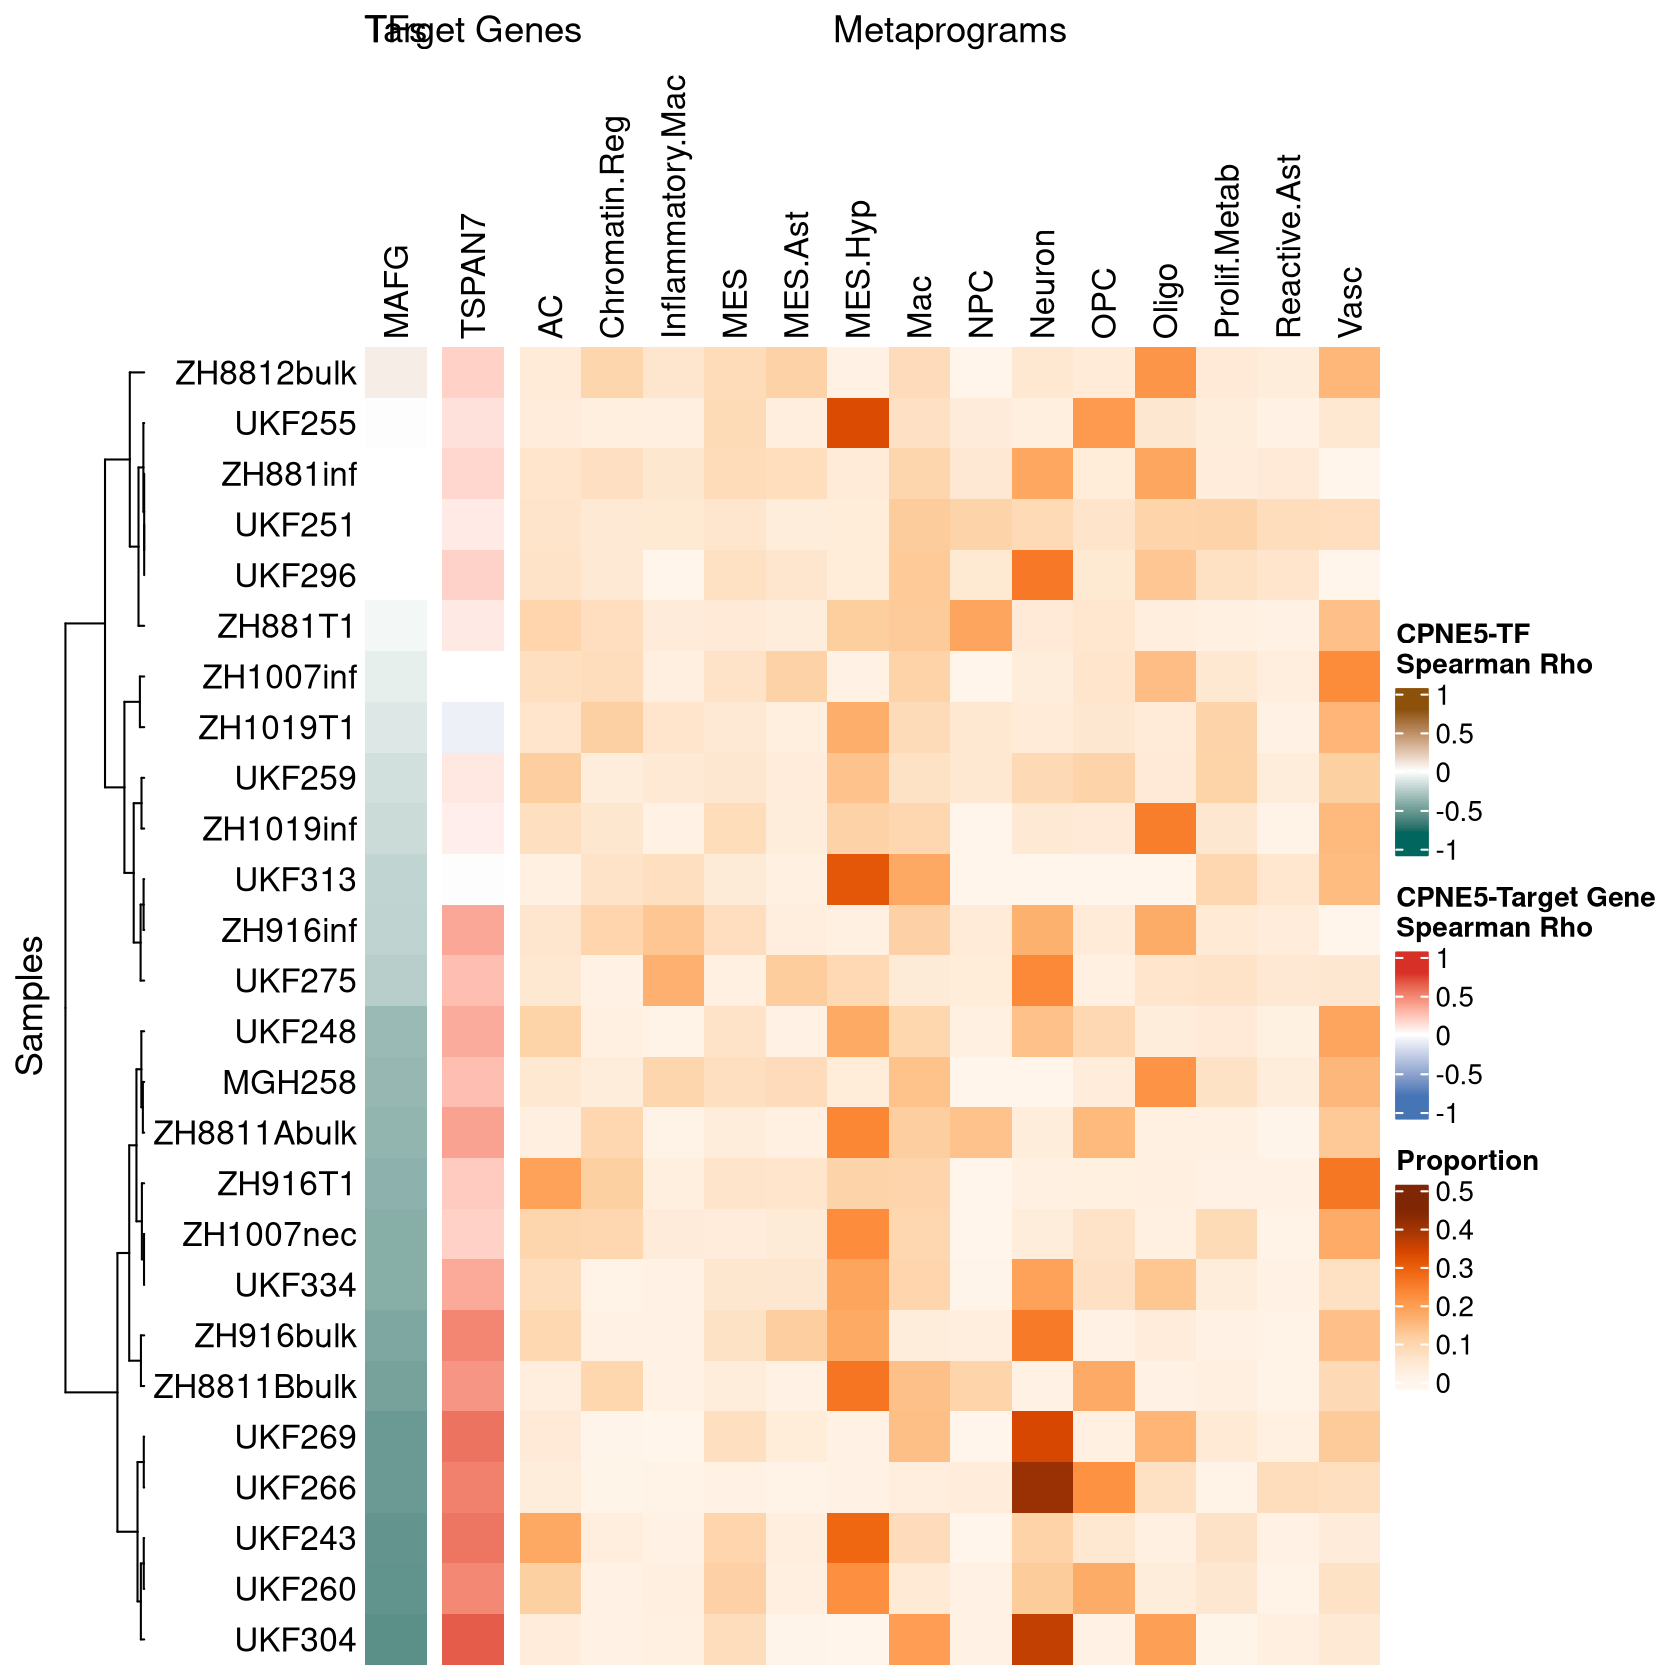 TFs
Target Genes
Metaprograms
MAFG
TSPAN7
AC
Chromatin.Reg
Inflammatory.Mac
MES
MES.Ast
MES.Hyp
Mac
NPC
Neuron
OPC
Oligo
Prolif.Metab
Reactive.Ast
Vasc
Samples
ZH8812bulk
UKF255
ZH881inf
UKF251
UKF296
ZH881T1
ZH1007inf
ZH1019T1
UKF259
ZH1019inf
UKF313
ZH916inf
UKF275
UKF248
MGH258
ZH8811Abulk
ZH916T1
ZH1007nec
UKF334
ZH916bulk
ZH8811Bbulk
UKF269
UKF266
UKF243
UKF260
UKF304
CPNE5-TF
Spearman Rho
1
0.5
0
-0.5
-1
CPNE5-Target Gene
Spearman Rho
1
0.5
0
-0.5
-1
Proportion
0.5
0.4
0.3
0.2
0.1
0